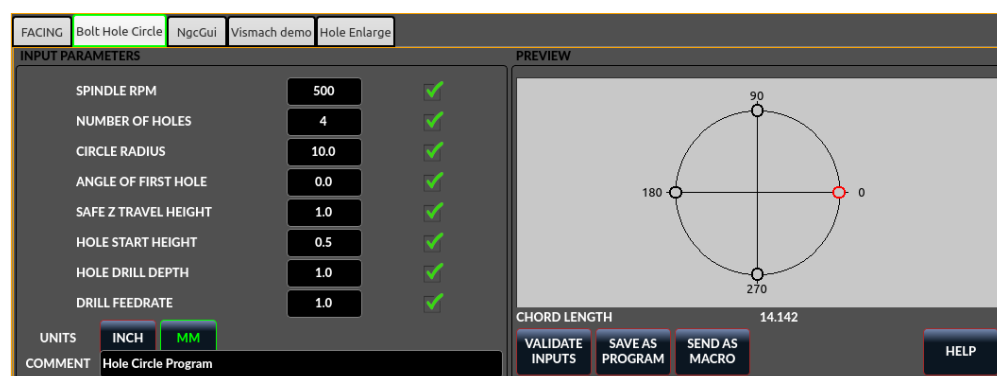 FACING Bolt Hole Circle NgcGui Vismach demo Hole Enlarge
INPUT PARAMETERS
SPINDLE RPM 500
NUMBER OF HOLES 4
CIRCLE RADIUS 10.0
ANGLE OF FIRST HOLE 0.0
SAFE Z TRAVEL HEIGHT 1.0
HOLE START HEIGHT 0.5
HOLE DRILL DEPTH 1.0
DRILL FEEDRATE 1.0
UNITS INCH MM
COMMENT Hole Circle Program
PREVIEW
90
180 0
270
CHORD LENGTH 14.142
VALIDATE INPUTS
SAVE AS PROGRAM
SEND AS MACRO
HELP